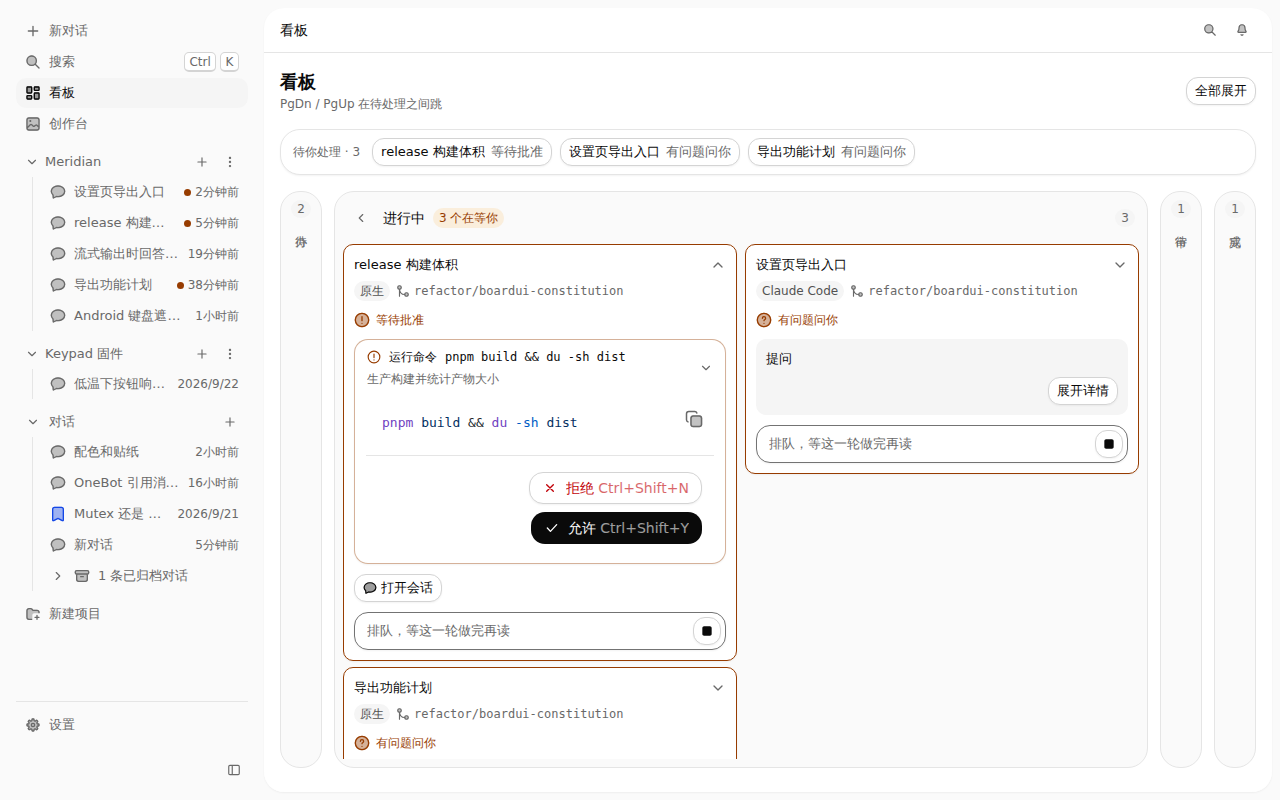 新对话
搜索 Ctrl K
看板
创作台
Meridian
设置页导出入口 2分钟前
release 构建… 5分钟前
流式输出时回答… 19分钟前
导出功能计划 38分钟前
Android 键盘遮… 1小时前
Keypad 固件
低温下按钮响… 2026/9/22
对话
配色和贴纸 2小时前
OneBot 引用消… 16小时前
Mutex 还是 … 2026/9/21
新对话 5分钟前
1 条已归档对话
新建项目
设置
看板
看板
PgDn / PgUp 在待处理之间跳
全部展开
待你处理 · 3 release 构建体积 等待批准 设置页导出入口 有问题问你 导出功能计划 有问题问你
2
待办
进行中 3 个在等你 3
release 构建体积
原生 refactor/boardui-constitution
等待批准
运行命令 pnpm build && du -sh dist
生产构建并统计产物大小
pnpm build && du -sh dist
拒绝 Ctrl+Shift+N
允许 Ctrl+Shift+Y
打开会话
排队，等这一轮做完再读
导出功能计划
原生 refactor/boardui-constitution
有问题问你
设置页导出入口
Claude Code refactor/boardui-constitution
有问题问你
提问
展开详情
排队，等这一轮做完再读
1
1